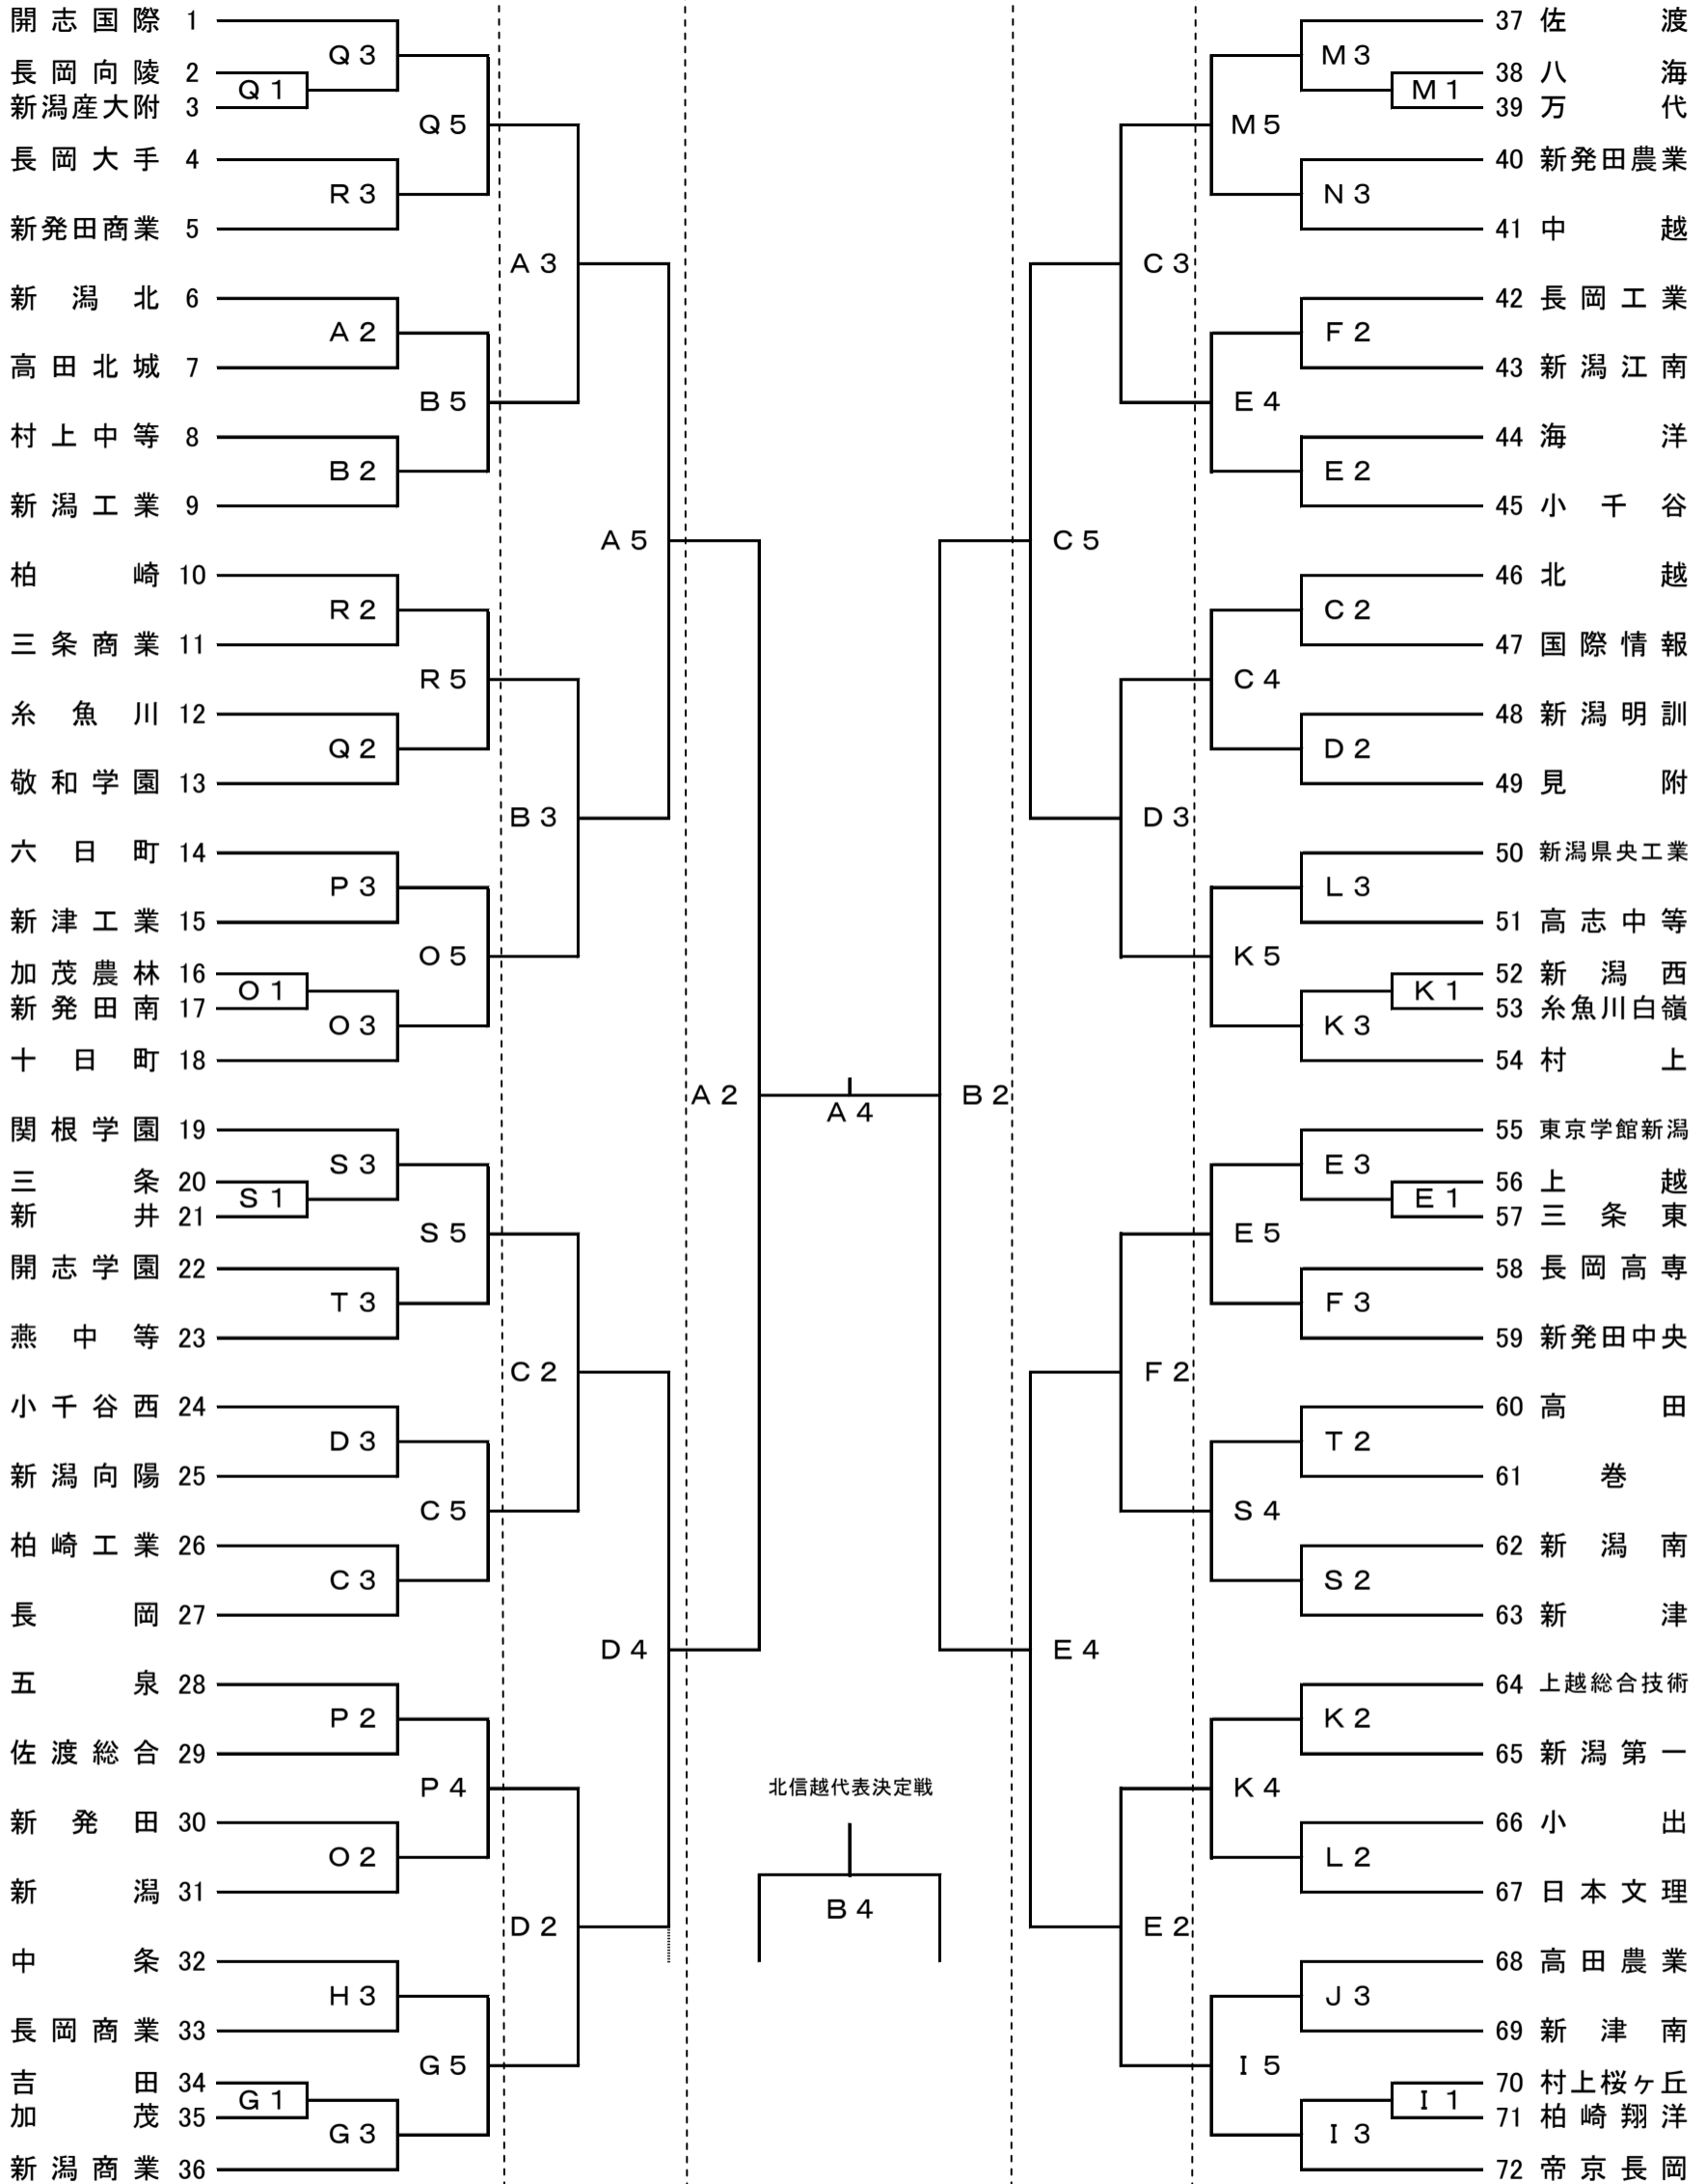 開志国際 1
長岡向陵 2
新潟産大附 3
長岡大手 4
新発田商業 5
新潟北 6
高田北城 7
村上中等 8
新潟工業 9
柏崎 10
三条商業 11
糸魚川 12
敬和学園 13
六日町 14
新津工業 15
加茂農林 16
新発田南 17
十日町 18
関根学園 19
三条 20
新井 21
開志学園 22
燕中等 23
小千谷西 24
新潟向陽 25
柏崎工業 26
長岡 27
五泉 28
佐渡総合 29
新発田 30
新潟 31
中条 32
長岡商業 33
吉田 34
加茂 35
新潟商業 36
Q1
O1
S1
G1
Q3
R3
A2
B2
R2
Q2
P3
O3
S3
T3
D3
C3
P2
O2
H3
G3
Q5
B5
R5
O5
S5
C5
P4
G5
A3
B3
C2
D2
A5
D4
A2
A4
北信越代表決定戦
B4
B2
C5
E4
C3
D3
F2
E2
M5
E4
C4
K5
E5
S4
K4
I5
M3
N3
F2
E2
C2
D2
L3
K3
E3
F3
T2
S2
K2
L2
J3
I3
M1
K1
E1
I1
37 佐渡
38 八海
39 万代
40 新発田農業
41 中越
42 長岡工業
43 新潟江南
44 海洋
45 小千谷
46 北越
47 国際情報
48 新潟明訓
49 見附
50 新潟県央工業
51 高志中等
52 新潟西
53 糸魚川白嶺
54 村上
55 東京学館新潟
56 上越
57 三条東
58 長岡高専
59 新発田中央
60 高田
61 巻
62 新潟南
63 新津
64 上越総合技術
65 新潟第一
66 小出
67 日本文理
68 高田農業
69 新津南
70 村上桜ヶ丘
71 柏崎翔洋
72 帝京長岡